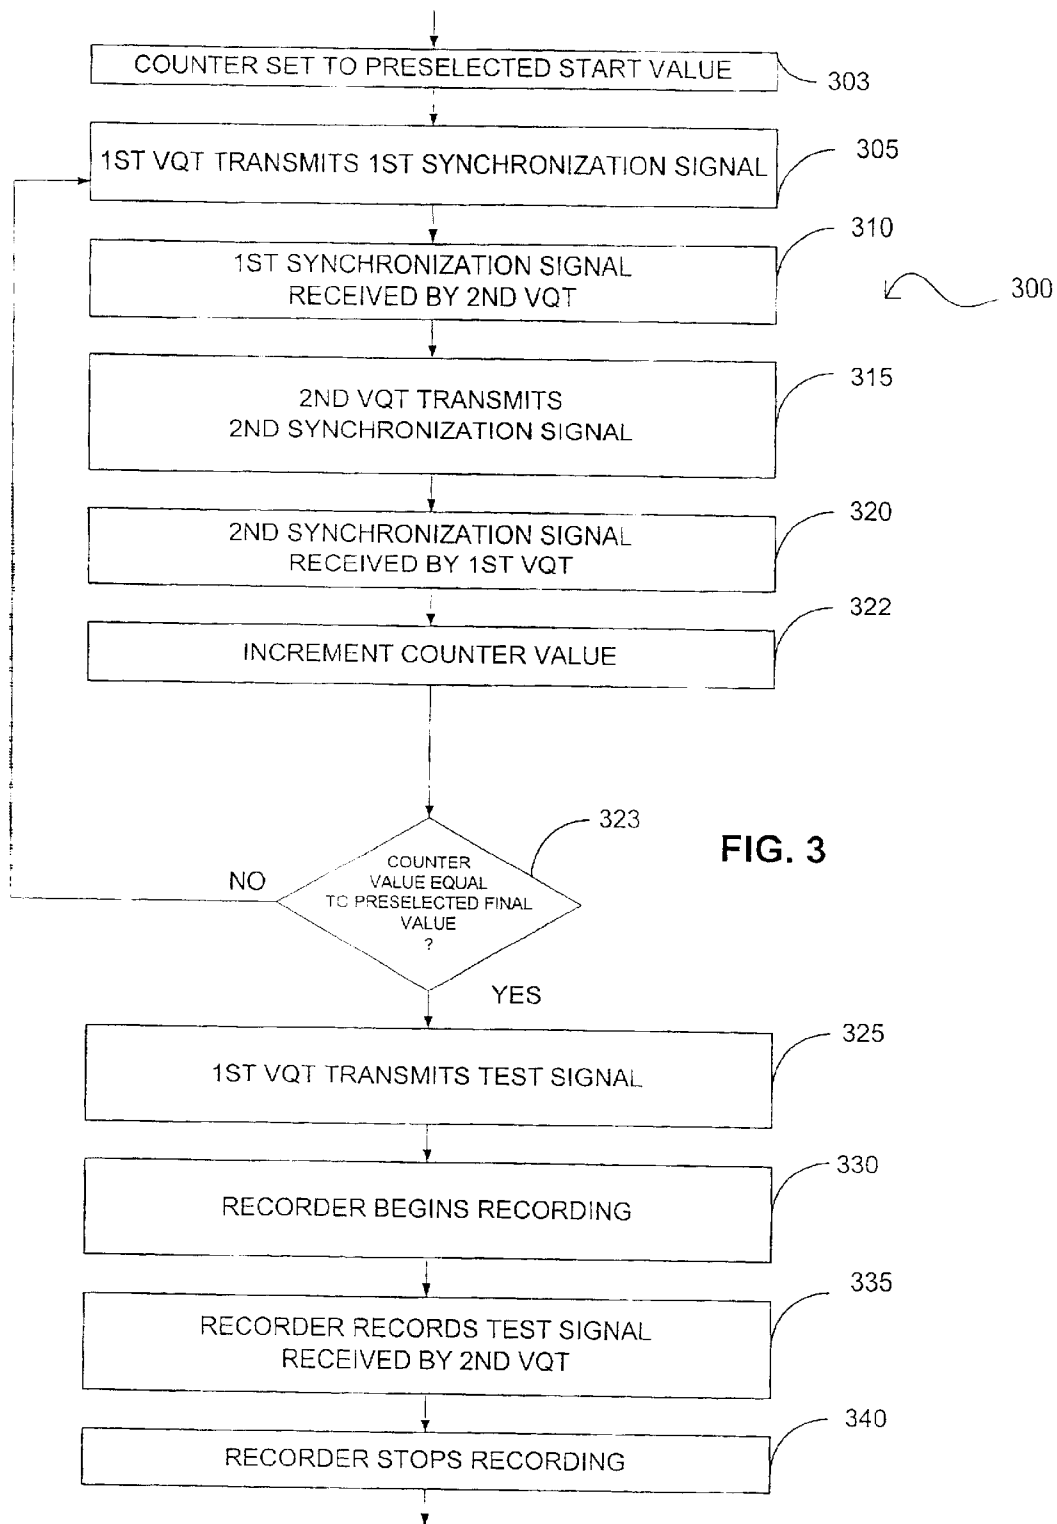 COUNTER SET TO PRESELECTED START VALUE
303
1ST VQT TRANSMITS 1ST SYNCHRONIZATION SIGNAL
305
1ST SYNCHRONIZATION SIGNAL
RECEIVED BY 2ND VQT
310
300
2ND VQT TRANSMITS
2ND SYNCHRONIZATION SIGNAL
315
2ND SYNCHRONIZATION SIGNAL
RECEIVED BY 1ST VQT
320
INCREMENT COUNTER VALUE
322
323
COUNTER
VALUE EQUAL
TO PRESELECTED FINAL
VALUE
?
NO
FIG. 3
YES
1ST VQT TRANSMITS TEST SIGNAL
325
RECORDER BEGINS RECORDING
330
RECORDER RECORDS TEST SIGNAL
RECEIVED BY 2ND VQT
335
RECORDER STOPS RECORDING
340